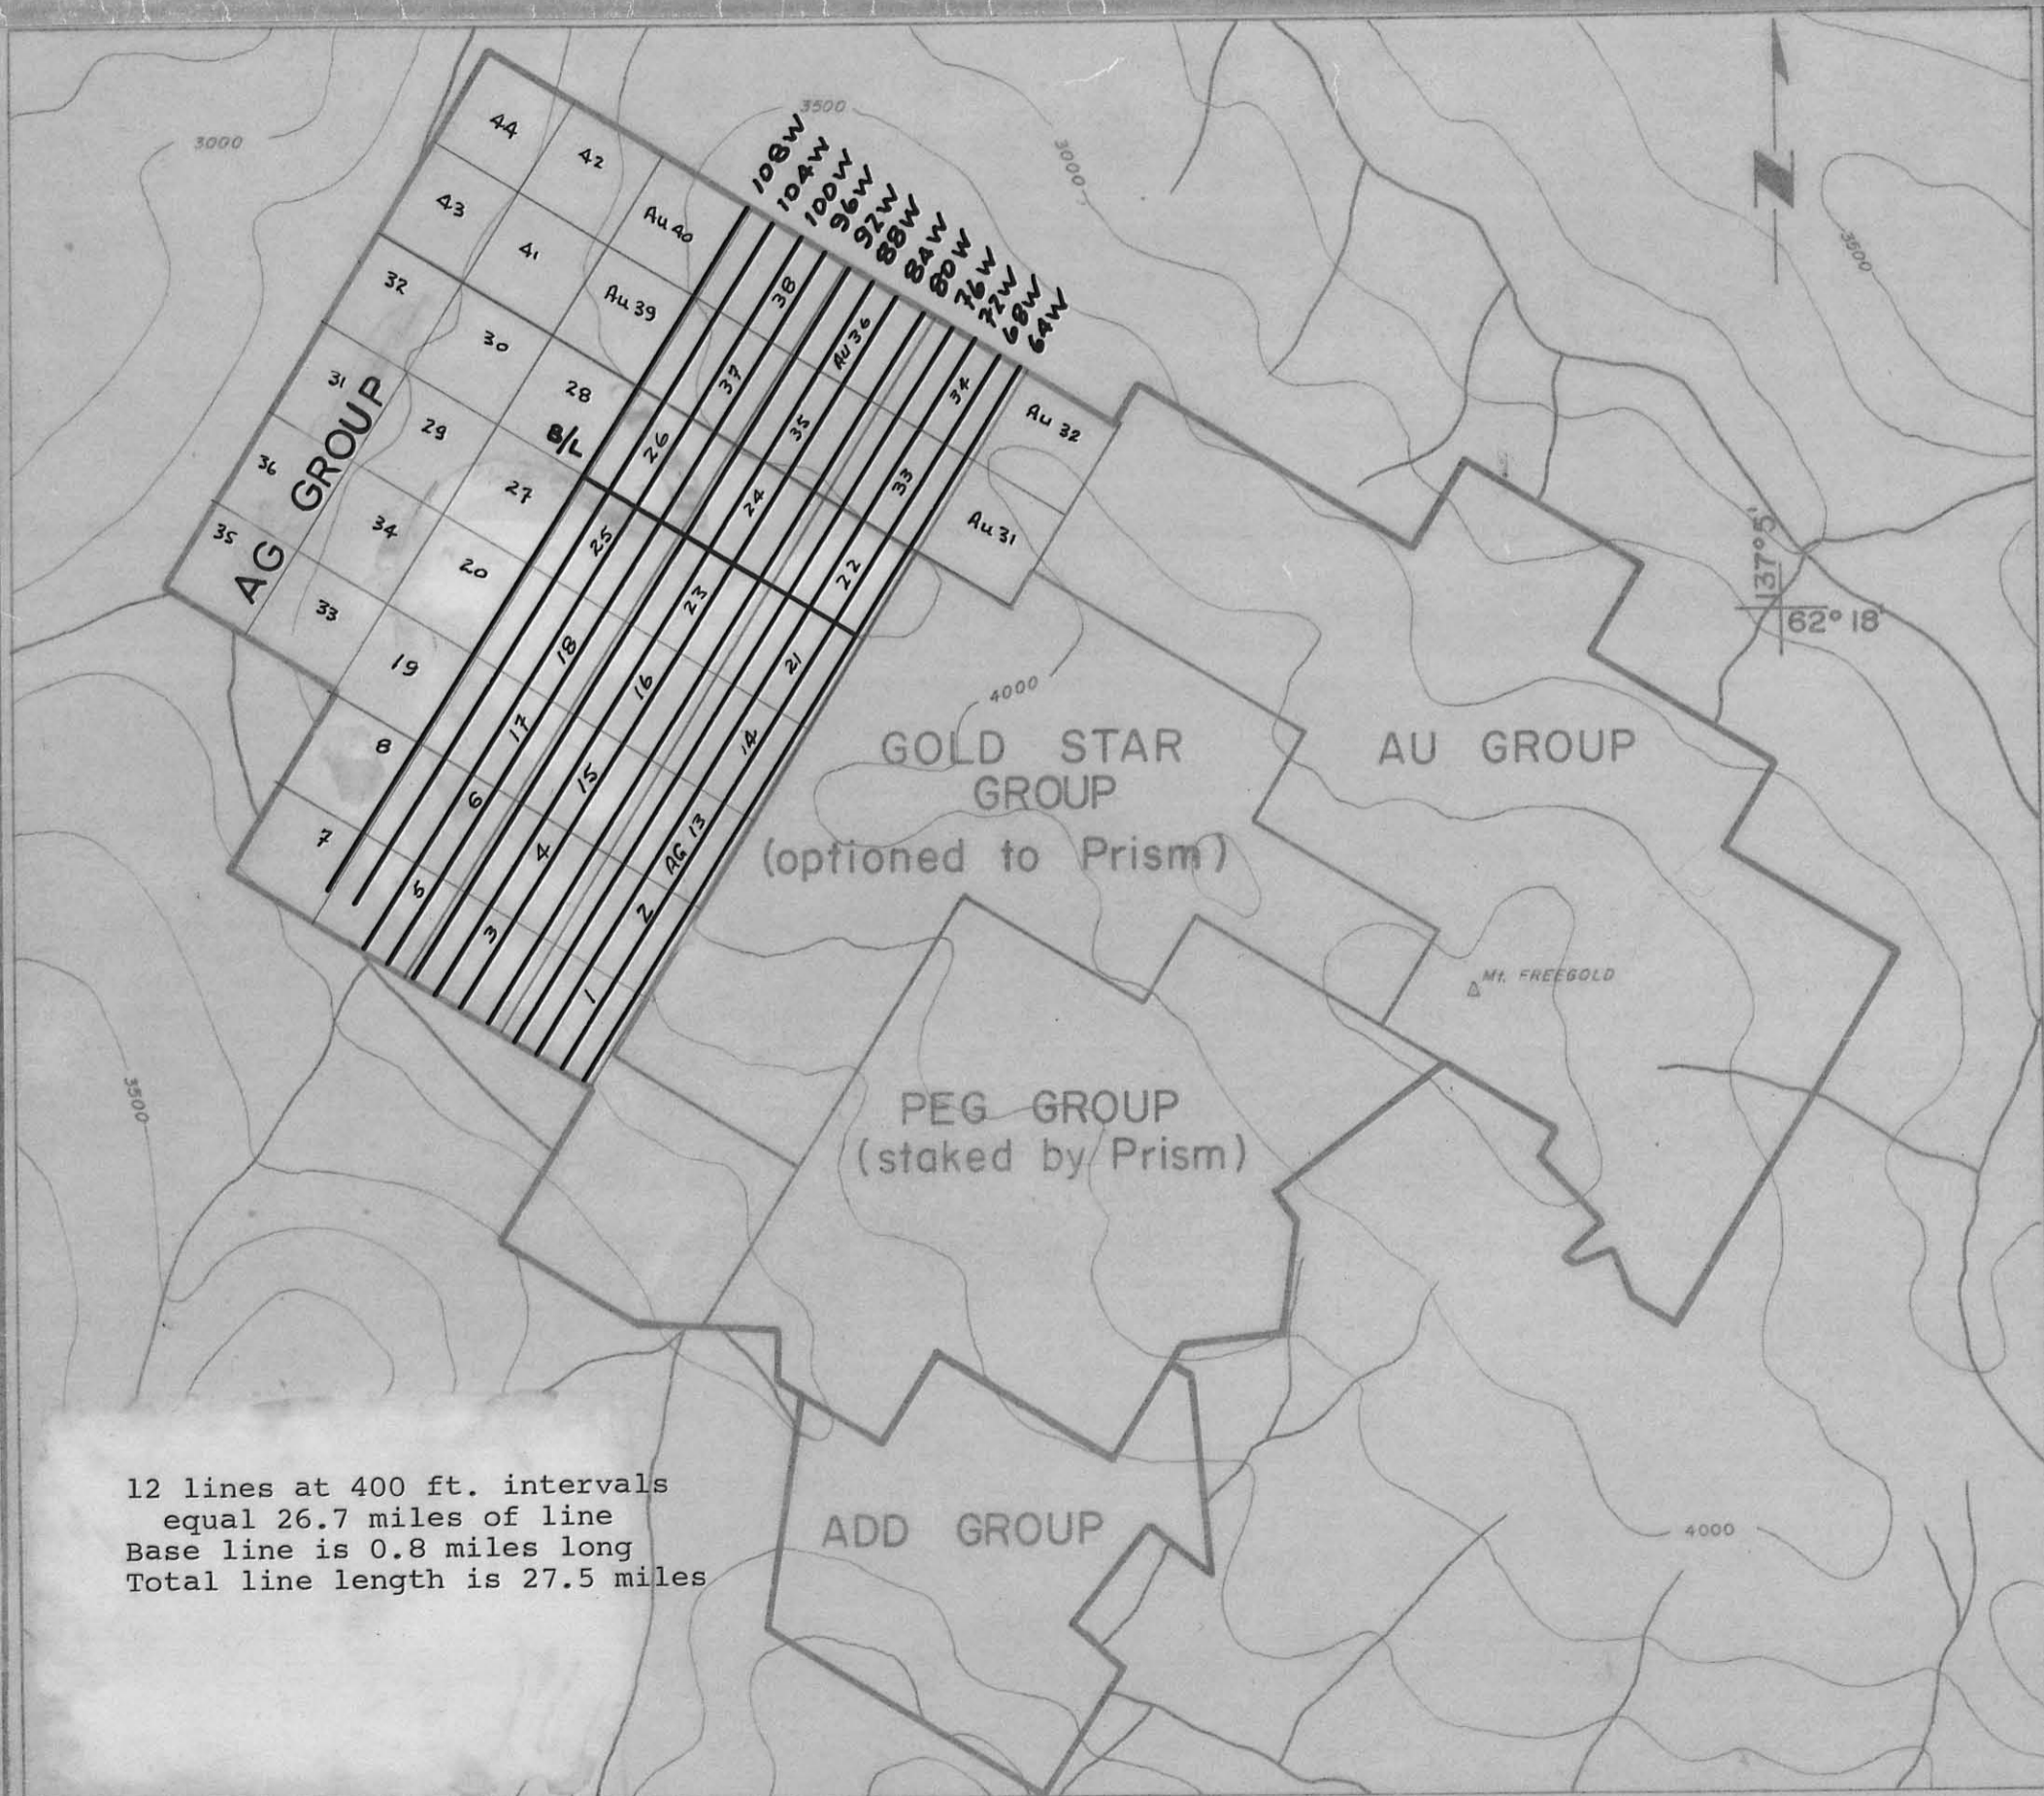 3000
3500
3000
3500
108W
104W
100W
96W
92W
88W
84W
80W
76W
72W
68W
64W
N
44
42
Au 40
43
41
Au 39
38
32
30
28
37
Au 36
34
Au 32
31
29
27
B/L
26
35
33
Au 31
36
34
20
25
24
22
35
33
19
18
23
21
AG GROUP
8
17
16
14
7
6
15
AG 13
5
4
2
3
1
137° 5'
62° 18'
4000
GOLD STAR
GROUP
(optioned to Prism)
AU GROUP
Mt. FREEGOLD
3500
PEG GROUP
(staked by Prism)
ADD GROUP
4000
12 lines at 400 ft. intervals
equal 26.7 miles of line
Base line is 0.8 miles long
Total line length is 27.5 miles